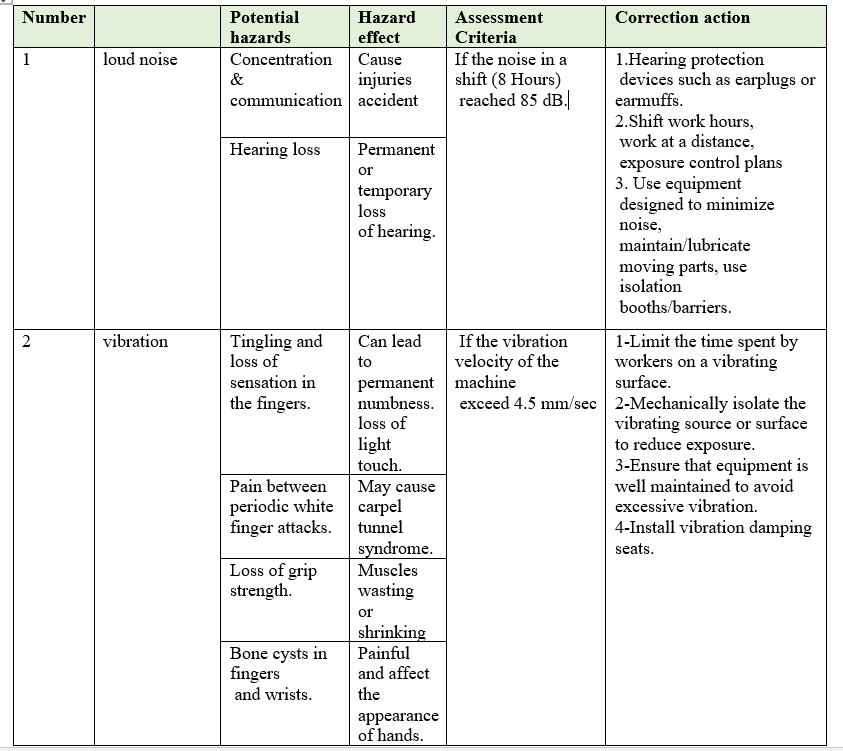 Number
Potential hazards
Hazard effect
Assessment Criteria
Correction action
1
loud noise
Concentration
&
communication
Cause
injuries
accident
If the noise in a
shift (8 Hours)
reached 85 dB.
1.Hearing protection
devices such as earplugs or
earmuffs.
2.Shift work hours,
work at a distance,
exposure control plans
3. Use equipment
designed to minimize
noise,
maintain/lubricate
moving parts, use
isolation
booths/barriers.
Hearing loss
Permanent
or
temporary
loss
of hearing.
2
vibration
Tingling and
loss of
sensation in
the fingers.
Can lead
to
permanent
numbness.
loss of
light
touch.
If the vibration
velocity of the
machine
exceed 4.5 mm/sec
1-Limit the time spent by
workers on a vibrating
surface.
2-Mechanically isolate the
vibrating source or surface
to reduce exposure.
3-Ensure that equipment is
well maintained to avoid
excessive vibration.
4-Install vibration damping
seats.
Pain between
periodic white
finger attacks.
May cause
carpel
tunnel
syndrome.
Loss of grip
strength.
Muscles
wasting
or
shrinking
Bone cysts in
fingers
and wrists.
Painful
and affect
the
appearance
of hands.